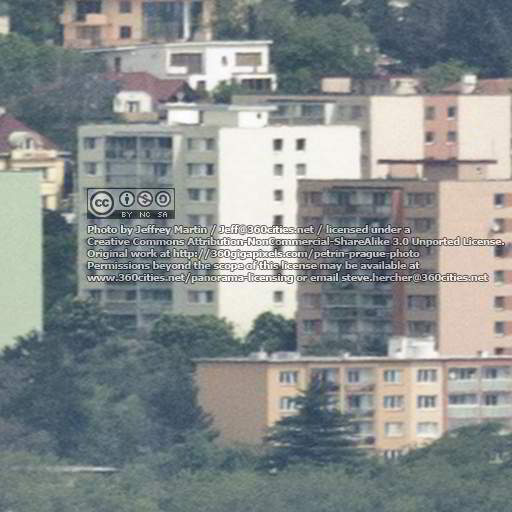 cc BY NC SA
Photo by Jeffrey Martin / Jeff@360cities.net / licensed under a
Creative Commons Attribution-NonCommercial-ShareAlike 3.0 Unported License.
Original work at http://360gigapixels.com/petrin-prague-photo
Permissions beyond the scope of this license may be available at
www.360cities.net/panorama-licensing or email steve.hercher@360cities.net